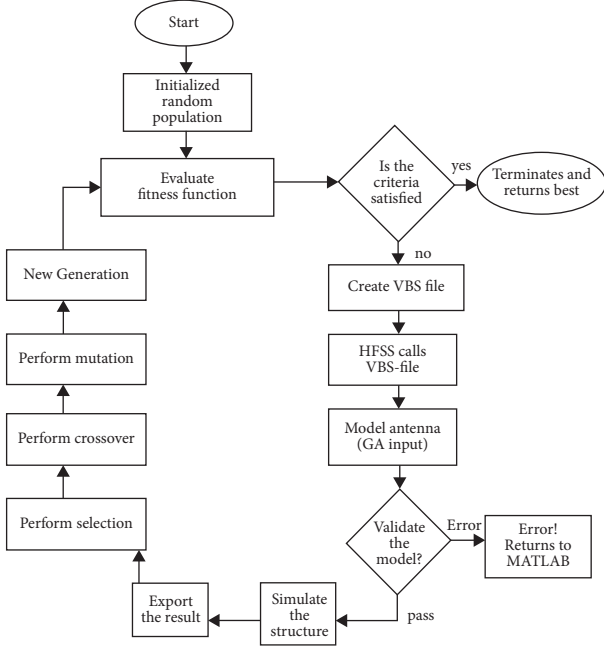 Start
Initialized
random
population
Evaluate
fitness function
Is the
criteria
satisfied
yes
Terminates and
returns best
no
Create VBS file
HFSS calls
VBS-file
Model antenna
(GA input)
Validate
the
model?
Error
Error!
Returns to
MATLAB
pass
Simulate
the
structure
Export
the result
Perform selection
Perform crossover
Perform mutation
New Generation